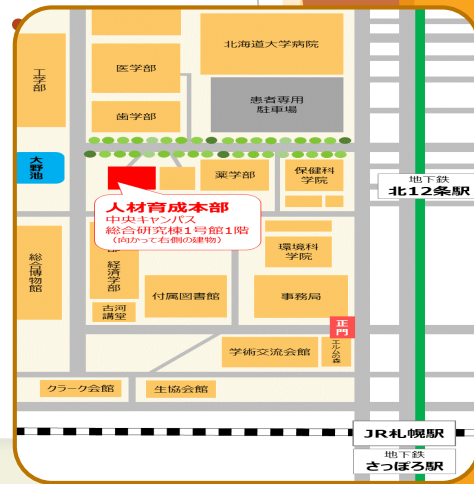 北海道大学病院
医学部
工学部
患者専用
駐車場
歯学部
大野池
薬学部
保健科
学院
地下鉄
北12条駅
人材育成本部
中央キャンパス
総合研究棟1号館1階
(向かって右側の建物)
環境科
学院
総合博物館
部
経済学部
付属図書館
事務局
古河
講堂
正門
学術交流会館
エルムの森
クラーク会館
生協会館
JR札幌駅
地下鉄
さっぽろ駅